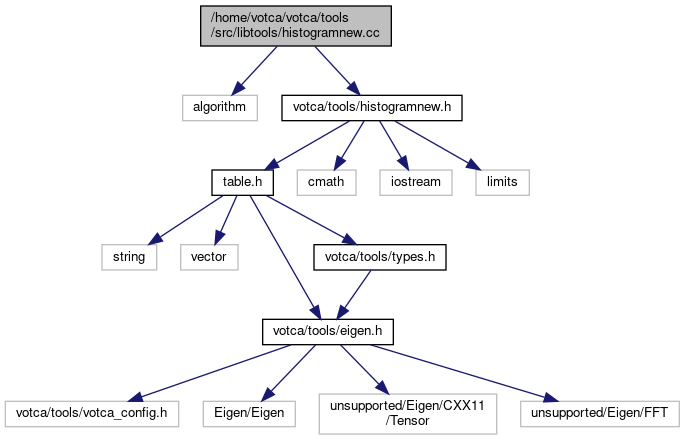 /home/votca/votca/tools
/src/libtools/histogramnew.cc
algorithm
votca/tools/histogramnew.h
table.h
cmath
iostream
limits
string
vector
votca/tools/types.h
votca/tools/eigen.h
votca/tools/votca_config.h
Eigen/Eigen
unsupported/Eigen/CXX11
/Tensor
unsupported/Eigen/FFT